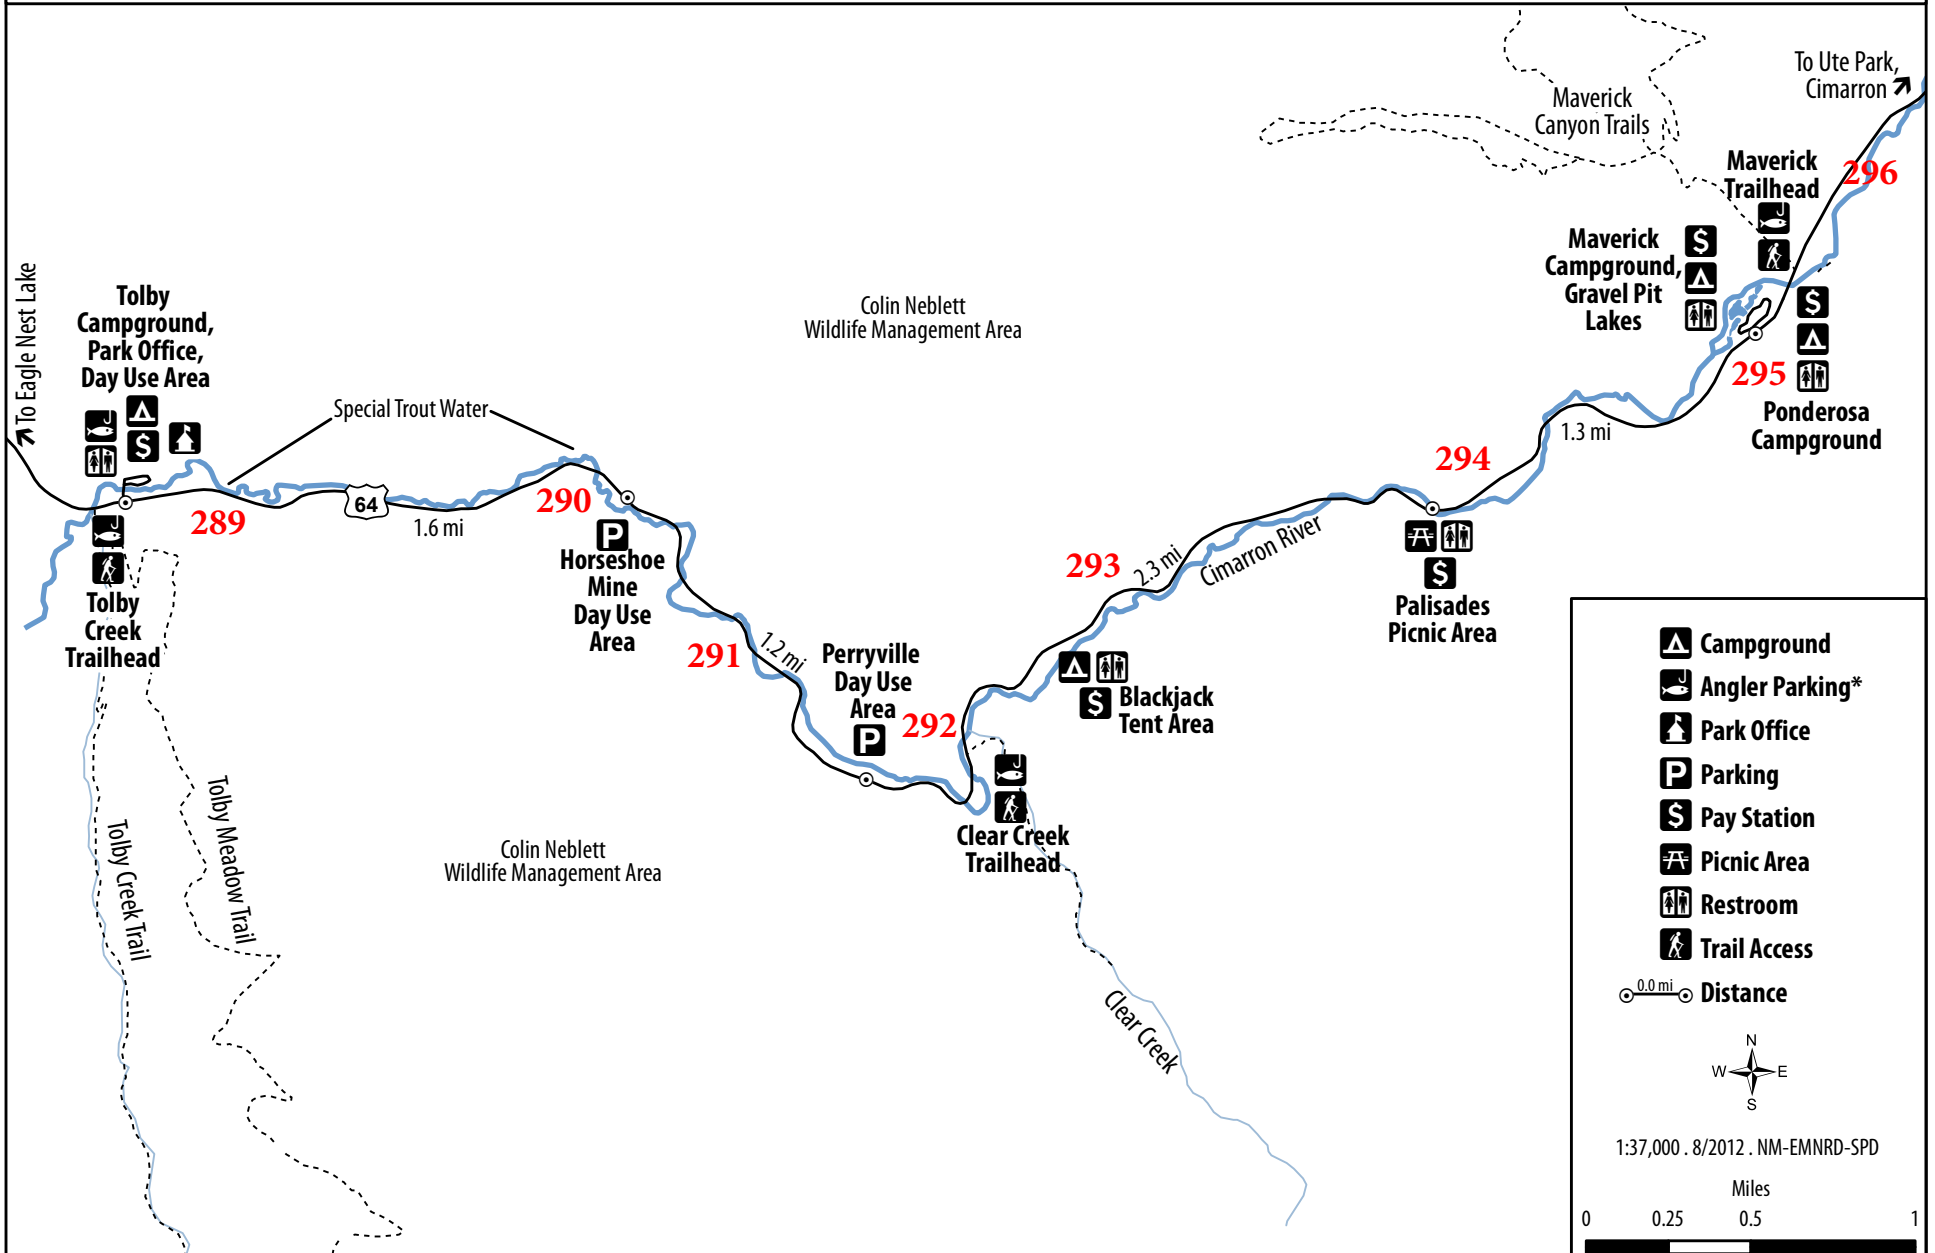 To Ute Park,
Cimarron
Maverick
Canyon Trails
Maverick
Trailhead
296
Maverick
Campground,
Gravel Pit
Lakes
$
$
295
Ponderosa
Campground
To Eagle Nest Lake
Tolby
Campground,
Park Office,
Day Use Area
$
Colin Neblett
Wildlife Management Area
Special Trout Water
289
64
1.6 mi
290
P
Horseshoe
Mine
Day Use
Area
Tolby
Creek
Trailhead
291
1.2 mi
Perryville
Day Use
Area
P
292
293
2.3 mi
Cimarron River
294
1.3 mi
$
Palisades
Picnic Area
$
Blackjack
Tent Area
Clear Creek
Trailhead
Colin Neblett
Wildlife Management Area
Tolby Creek Trail
Tolby Meadow Trail
Clear Creek
Campground
Angler Parking*
Park Office
P Parking
$ Pay Station
Picnic Area
Restroom
Trail Access
0.0 mi Distance
N
W E
S
1:37,000 . 8/2012 . NM-EMNRD-SPD
Miles
0 0.25 0.5 1